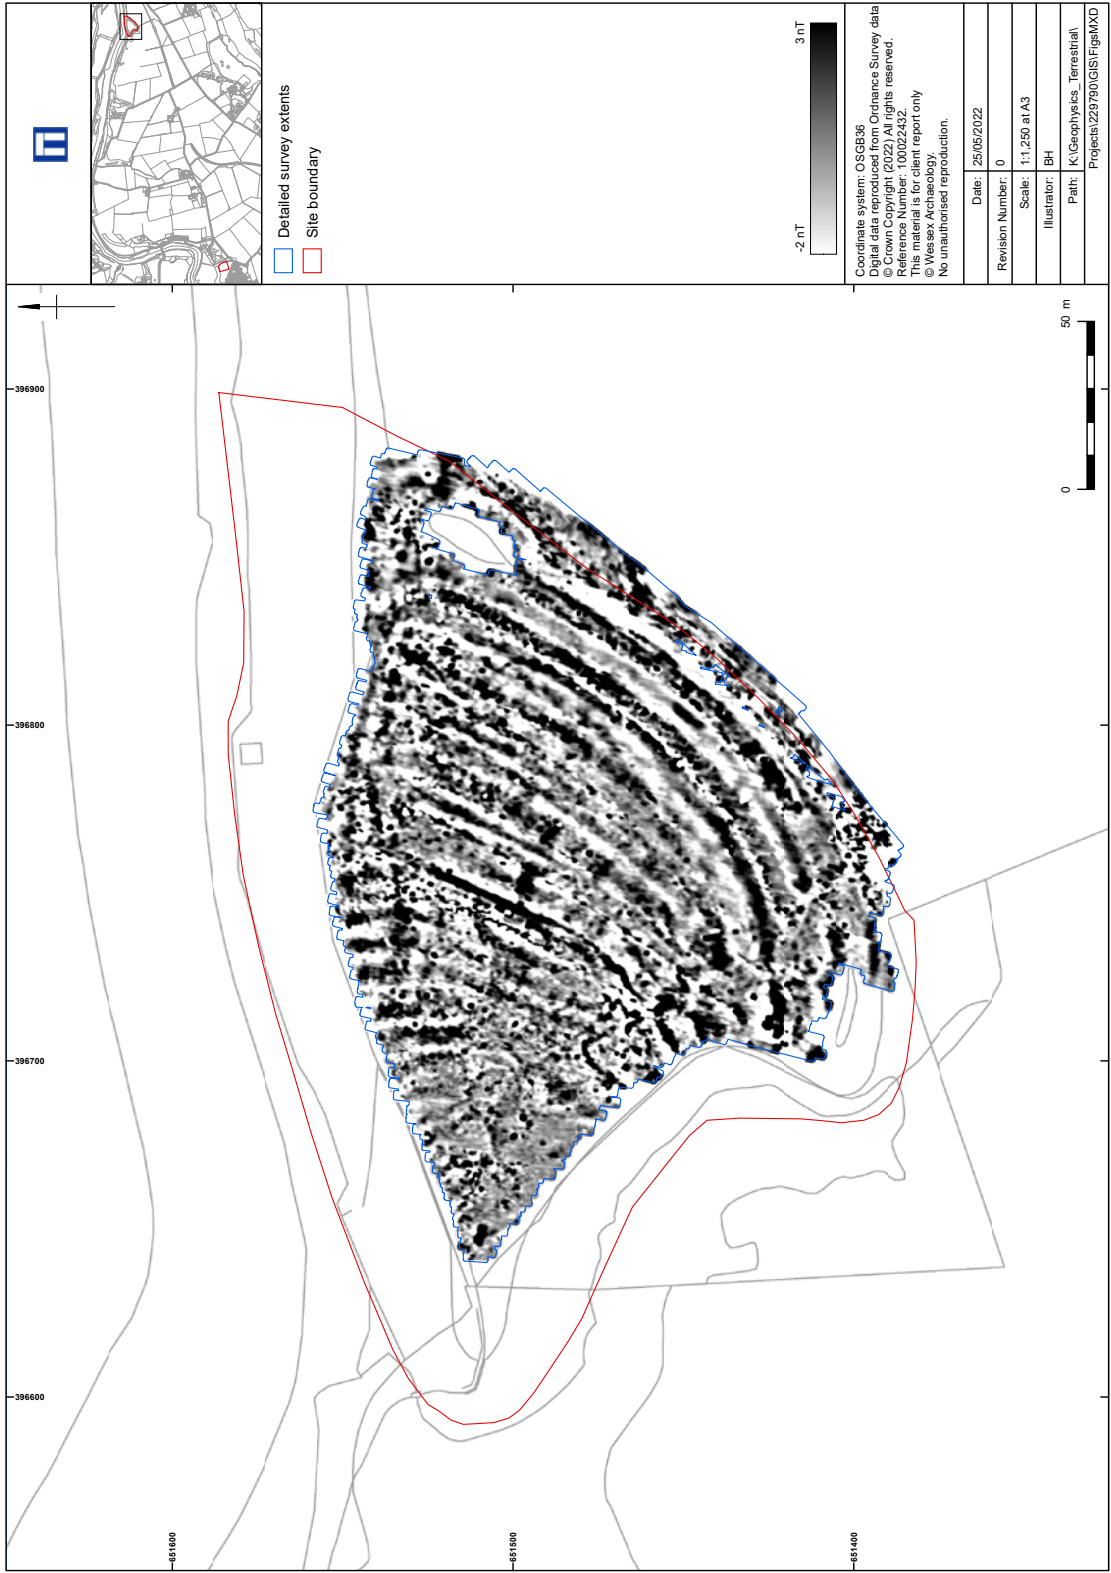 Detailed survey extents
Site boundary
-2 nT
3 nT
Coordinate system: OSGB36
Digital data reproduced from Ordnance Survey data
© Crown Copyright (2022) All rights reserved.
Reference Number: 100022432.
This material is for client report only
© Wessex Archaeology.
No unauthorised reproduction.
Date: 25/05/2022
Revision Number: 0
Scale: 1:1,250 at A3
Illustrator: BH
Path: K:\Geophysics_Terrestrial\
Projects\229790\GIS\FigsMXD
396900
396800
396700
396600
651600
651500
651400
0 50 m